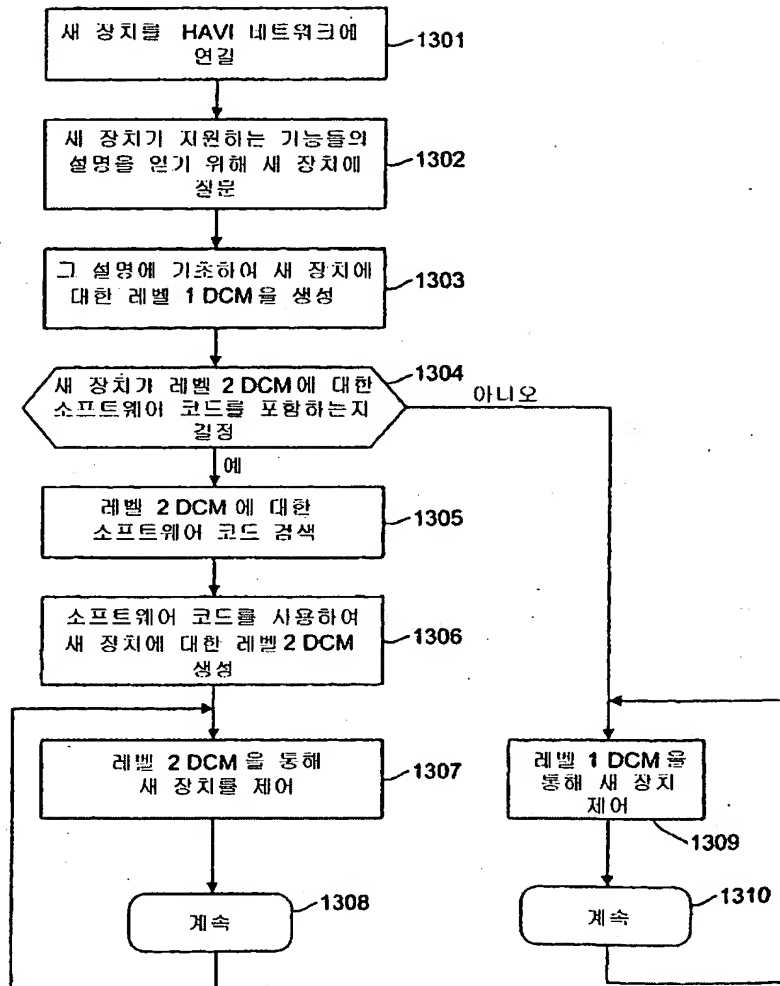 새 장치를 HAVI 네트워크에
연결
1301
새 장치가 지원하는 기능들의
설명을 얻기 위해 새 장치에
질문
1302
그 설명에 기초하여 새 장치에
대한 레벨 1 DCM을 생성
1303
새 장치가 레벨 2 DCM에 대한
소프트웨어 코드를 포함하는지
결정
1304
아니오
예
레벨 2 DCM에 대한
소프트웨어 코드 검색
1305
소프트웨어 코드를 사용하여
새 장치에 대한 레벨 2 DCM
생성
1306
레벨 2 DCM을 통해
새 장치를 제어
1307
레벨 1 DCM을
통해 새 장치
제어
1309
계속
1308
계속
1310